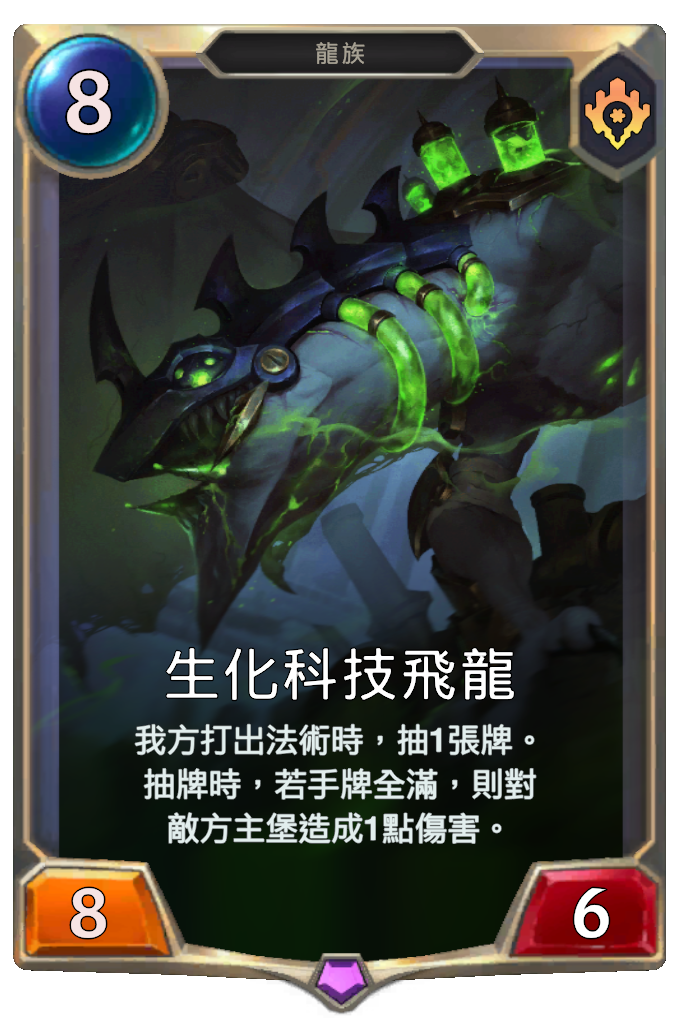 龍族
8
生化科技飛龍
我方打出法術時，抽1張牌。
抽牌時，若手牌全滿，則對
敵方主堡造成1點傷害。
8
6